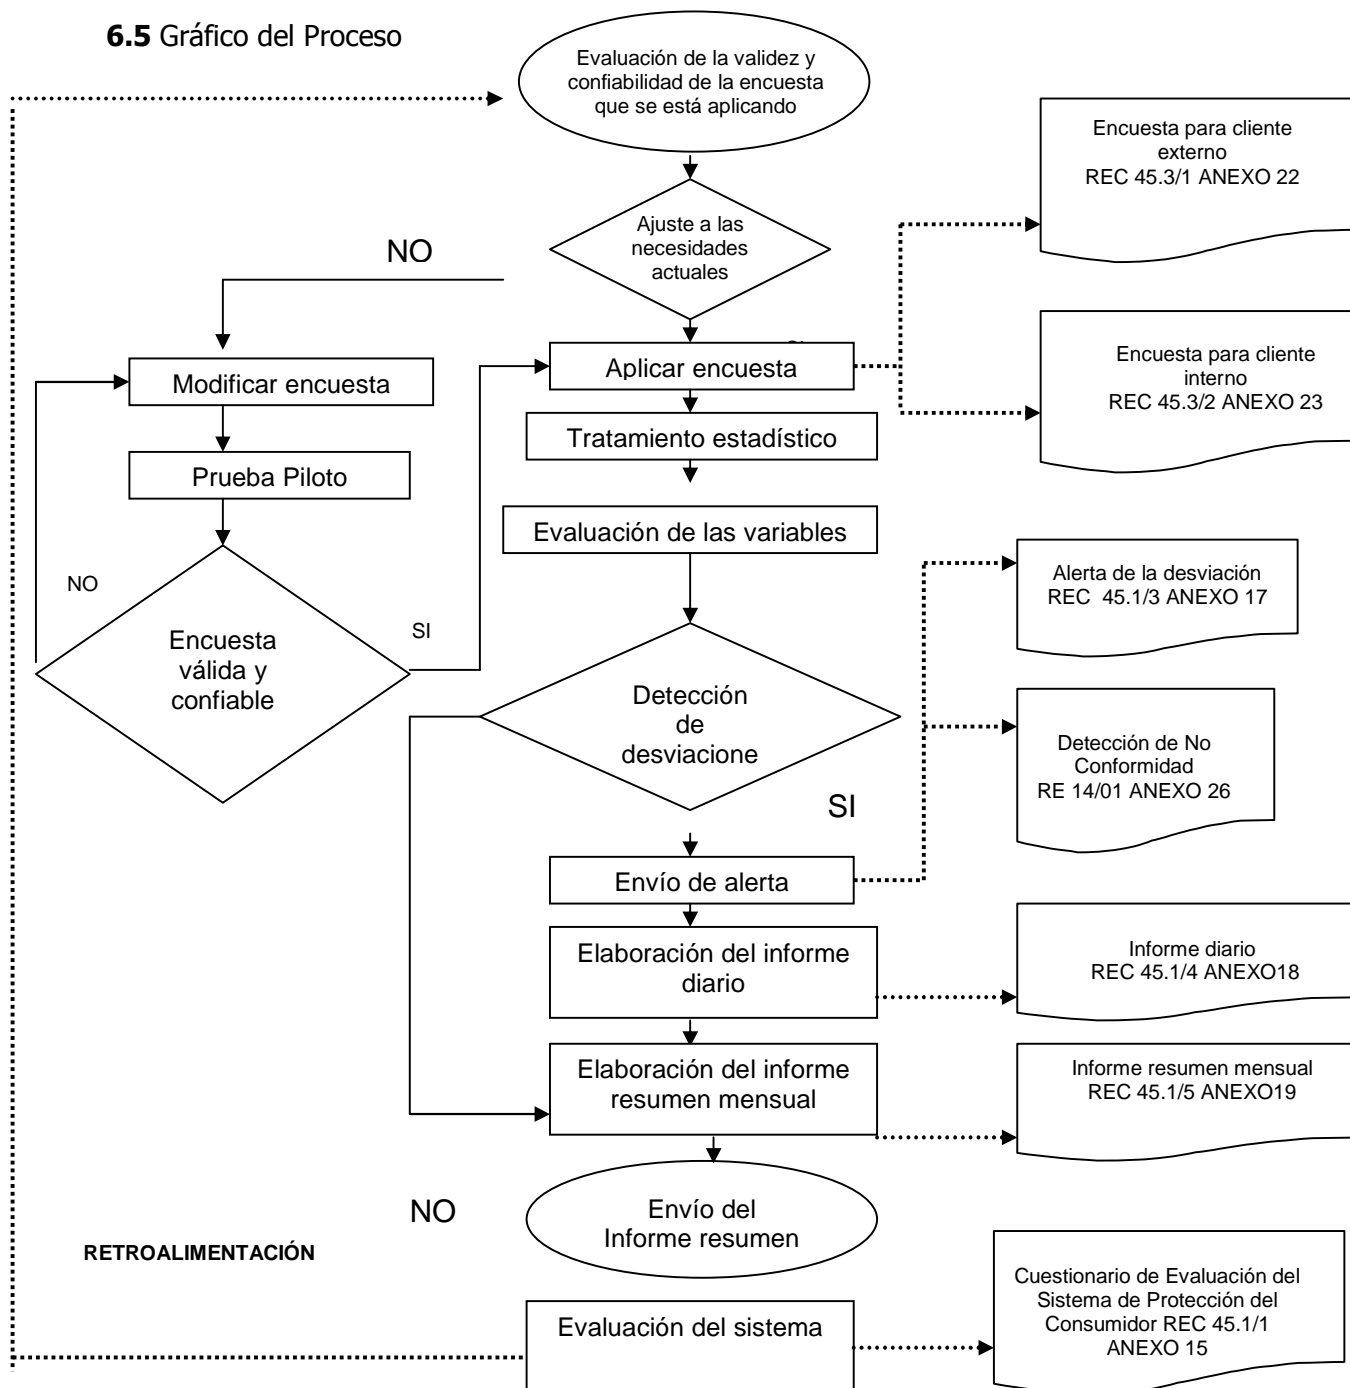 6.5 Gráfico del Proceso
Evaluación de la validez y
confiabilidad de la encuesta
que se está aplicando
Encuesta para cliente
externo
REC 45.3/1 ANEXO 22
Ajuste a las
necesidades
actuales
NO
Encuesta para cliente
interno
REC 45.3/2 ANEXO 23
Modificar encuesta
Aplicar encuesta
Tratamiento estadístico
Prueba Piloto
Evaluación de las variables
NO
Encuesta
válida y
confiable
SI
Alerta de la desviación
REC 45.1/3 ANEXO 17
Detección
de
desviacione
SI
Detección de No
Conformidad
RE 14/01 ANEXO 26
Envío de alerta
Elaboración del informe
diario
Informe diario
REC 45.1/4 ANEXO18
Elaboración del informe
resumen mensual
Informe resumen mensual
REC 45.1/5 ANEXO19
NO
Envío del
Informe resumen
RETROALIMENTACIÓN
Evaluación del sistema
Cuestionario de Evaluación del
Sistema de Protección del
Consumidor REC 45.1/1
ANEXO 15